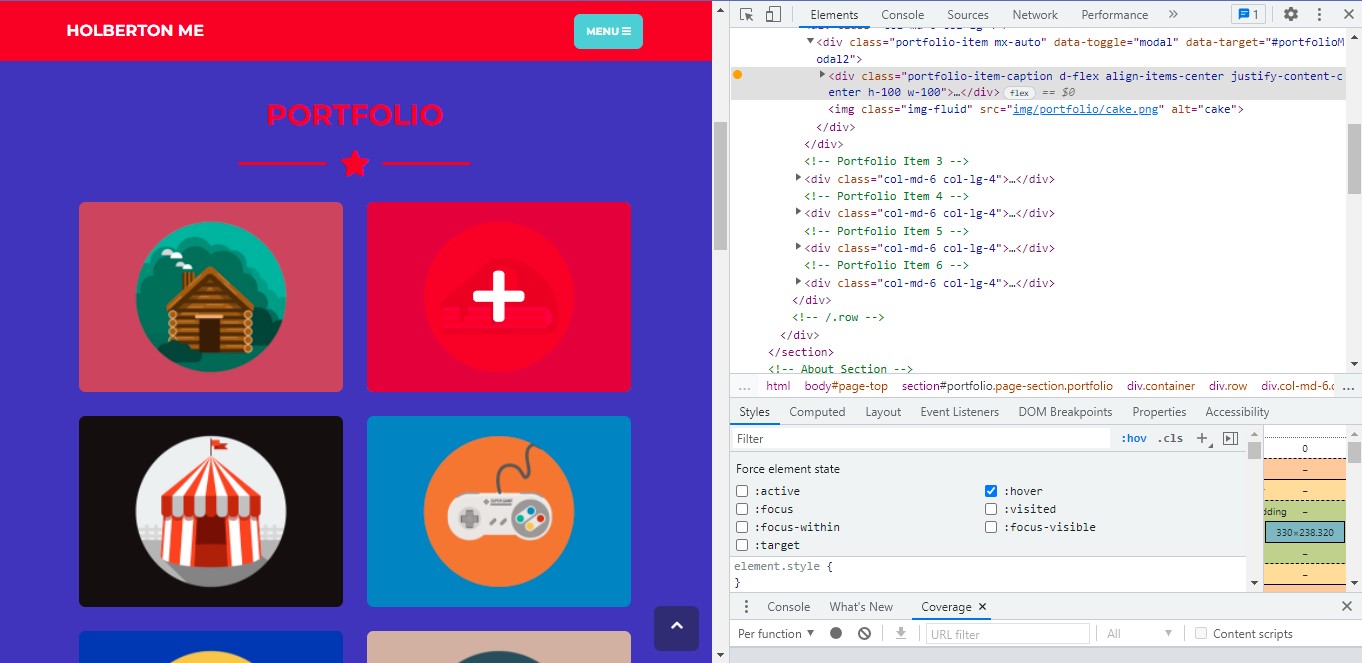 HOLBERTON ME
MENU
PORTFOLIO
SUPER GAME
Elements Console Sources Network Performance » 1
<div class="portfolio-item mx-auto" data-toggle="modal" data-target="#portfolioM
odal2">
<div class="portfolio-item-caption d-flex align-items-center justify-content-c
enter h-100 w-100">…</div> flex == $0
<img class="img-fluid" src="img/portfolio/cake.png" alt="cake">
</div>
</div>
<!-- Portfolio Item 3 -->
<div class="col-md-6 col-lg-4">…</div>
<!-- Portfolio Item 4 -->
<div class="col-md-6 col-lg-4">…</div>
<!-- Portfolio Item 5 -->
<div class="col-md-6 col-lg-4">…</div>
<!-- Portfolio Item 6 -->
<div class="col-md-6 col-lg-4">…</div>
</div>
<!-- /.row -->
</div>
</section>
<!-- About Section -->
... html body#page-top section#portfolio.page-section.portfolio div.container div.row div.col-md-6.c ...
Styles Computed Layout Event Listeners DOM Breakpoints Properties Accessibility
Filter :hov .cls +
Force element state
:active :hover
:focus :visited
:focus-within :focus-visible
:target
element.style {
}
0
–
–
dding –
330×238.320
–
–
Console What's New Coverage ×
Per function URL filter All Content scripts